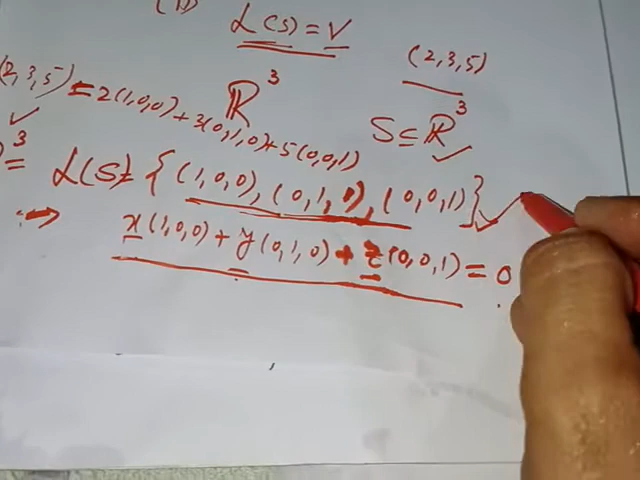 (ii)
L(S) = V
(2,3,5)
(2,3,5) = 2(1,0,0) + 3(0,1,0) + 5(0,0,1)
R³
S ⊆ R³
L(S) = { (1,0,0), (0,1,0), (0,0,1) }
x(1,0,0) + y(0,1,0) + z(0,0,1) = 0